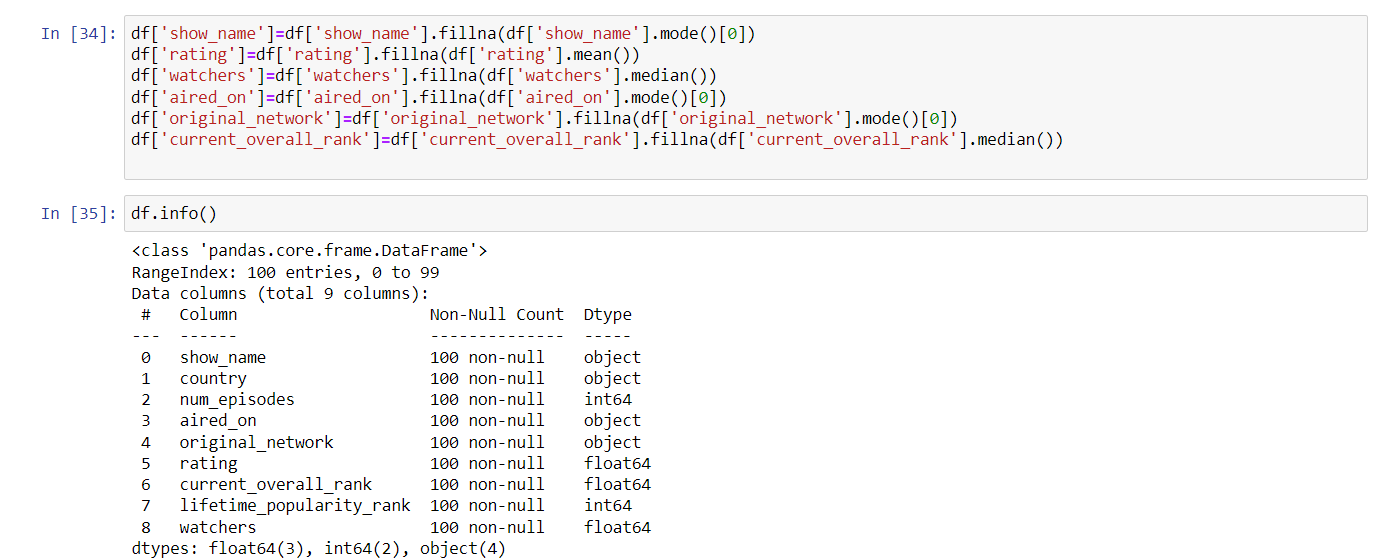 In [34]: df['show_name']=df['show_name'].fillna(df['show_name'].mode()[0])
df['rating']=df['rating'].fillna(df['rating'].mean())
df['watchers']=df['watchers'].fillna(df['watchers'].median())
df['aired_on']=df['aired_on'].fillna(df['aired_on'].mode()[0])
df['original_network']=df['original_network'].fillna(df['original_network'].mode()[0])
df['current_overall_rank']=df['current_overall_rank'].fillna(df['current_overall_rank'].median())
In [35]: df.info()
<class 'pandas.core.frame.DataFrame'>
RangeIndex: 100 entries, 0 to 99
Data columns (total 9 columns):
 #   Column                    Non-Null Count  Dtype
---  ------                    --------------  -----
 0   show_name                 100 non-null    object
 1   country                   100 non-null    object
 2   num_episodes              100 non-null    int64
 3   aired_on                  100 non-null    object
 4   original_network          100 non-null    object
 5   rating                    100 non-null    float64
 6   current_overall_rank      100 non-null    float64
 7   lifetime_popularity_rank  100 non-null    int64
 8   watchers                  100 non-null    float64
dtypes: float64(3), int64(2), object(4)